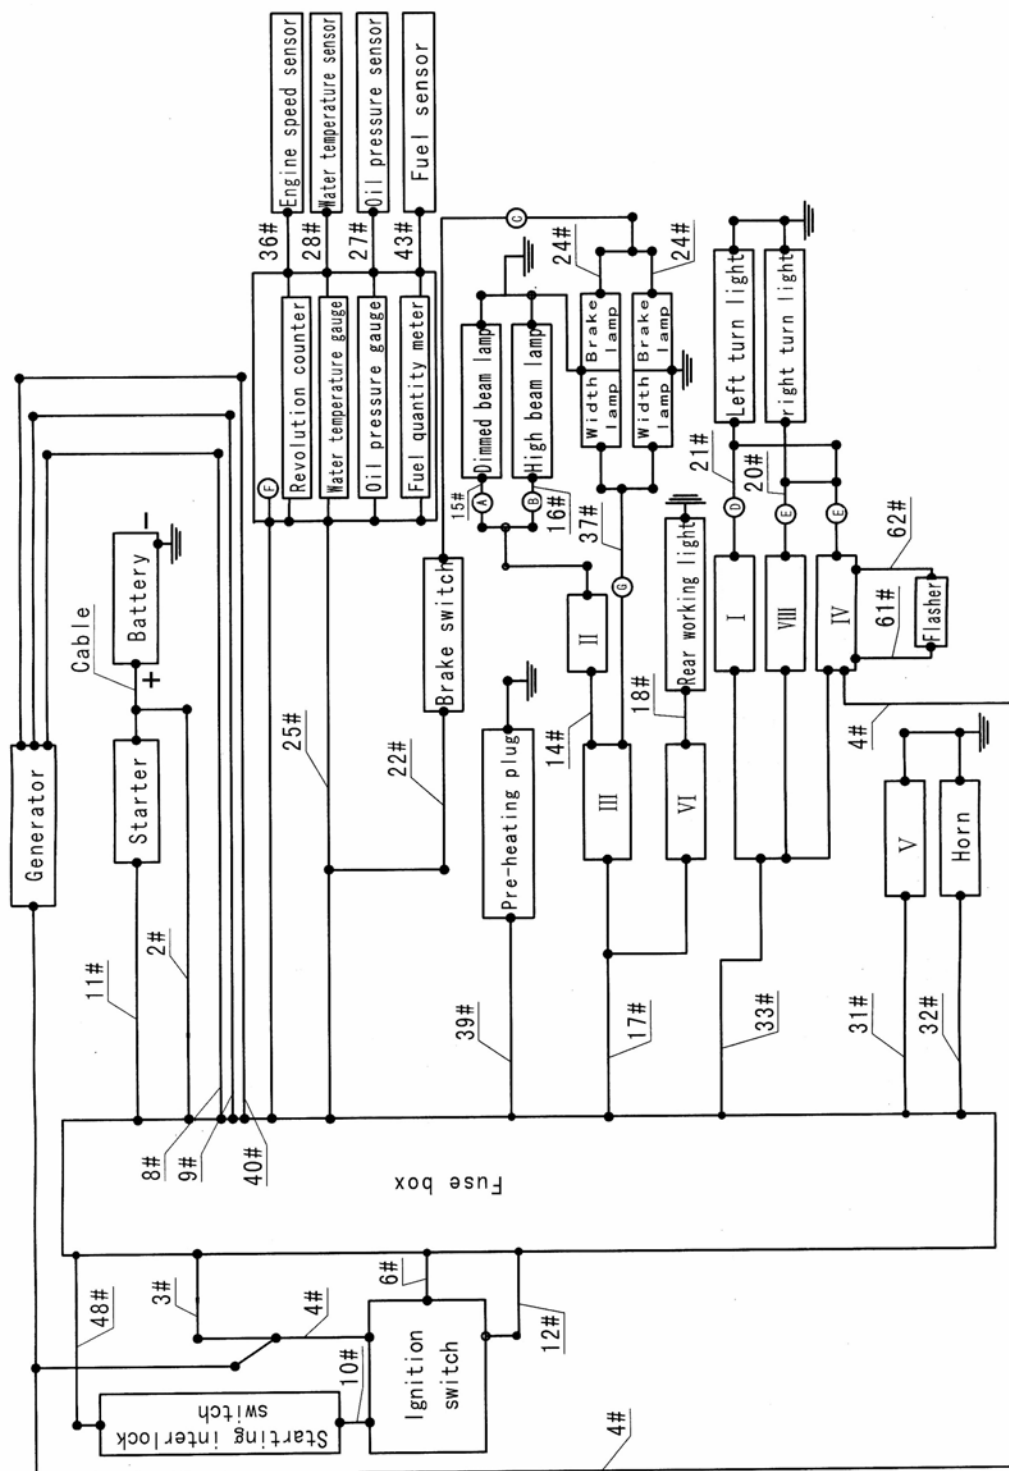 Generator
11#
Starter
Cable
Battery
+
-
2#
8#
9#
40#
Fuse box
48#
3#
4#
10#
Starting interlock
switch
Ignition
switch
6#
12#
4#
F
Revolution counter
Water temperature gauge
Oil pressure gauge
Fuel quantity meter
36#
28#
27#
43#
Engine speed sensor
Water temperature sensor
Oil pressure sensor
Fuel sensor
25#
22#
Brake switch
C
39#
Pre-heating plug
15#
A
Dimmed beam lamp
16#
B
High beam lamp
17#
III
14#
II
37#
G
Width
lamp
Brake
lamp
24#
Width
lamp
Brake
lamp
24#
VI
18#
Rear working light
33#
I
D
21#
Left turn light
VIII
E
20#
right turn light
IV
E
61#
62#
Flasher
4#
31#
V
32#
Horn